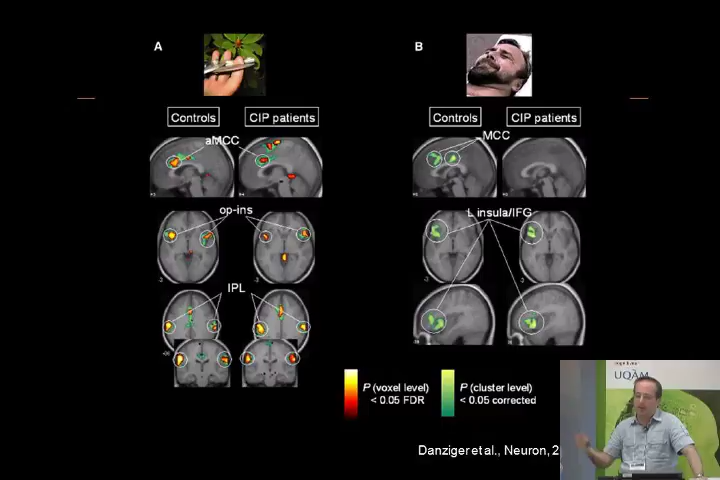 A
B
Controls
CIP patients
Controls
CIP patients
aMCC
MCC
op-ins
L insula/IFG
IPL
P (voxel level)
< 0.05 FDR
P (cluster level)
< 0.05 corrected
Danziger et al., Neuron, 2
UQÀM